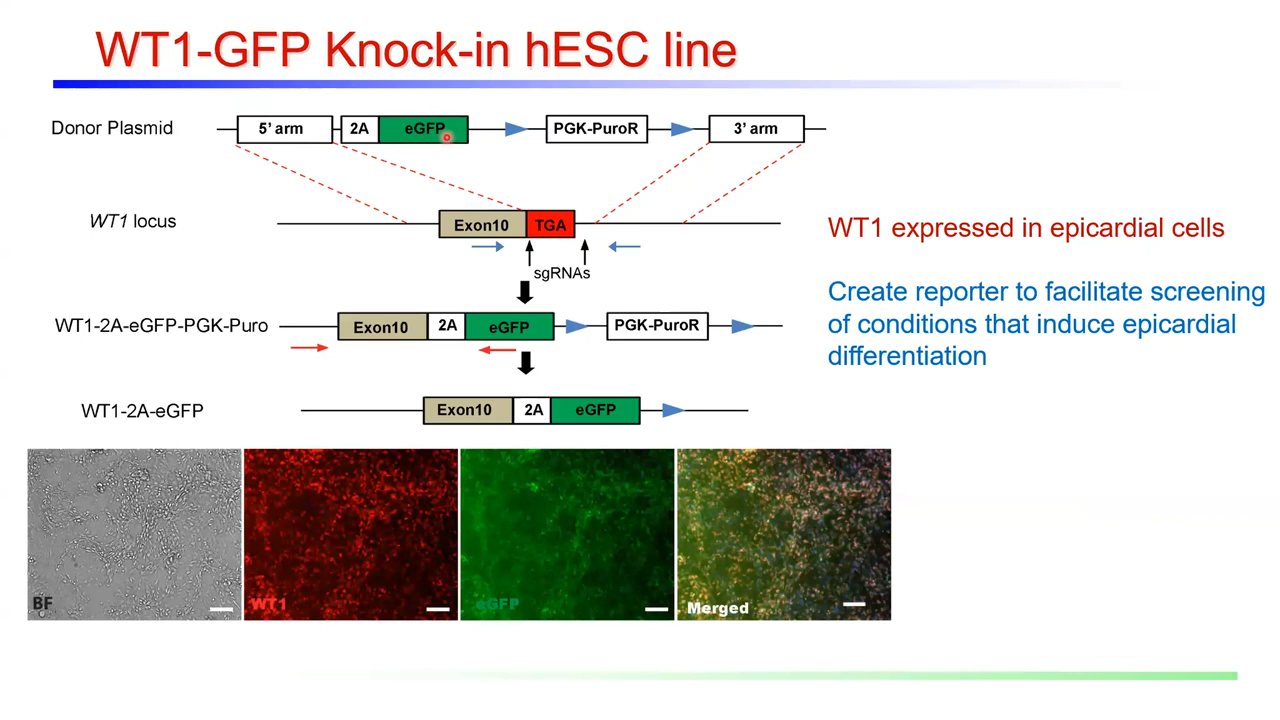 WT1-GFP Knock-in hESC line
Donor Plasmid
5' arm
2A
eGFP
PGK-PuroR
3' arm
WT1 locus
Exon10
TGA
sgRNAs
WT1-2A-eGFP-PGK-Puro
Exon10
2A
eGFP
PGK-PuroR
WT1-2A-eGFP
Exon10
2A
eGFP
WT1 expressed in epicardial cells
Create reporter to facilitate screening
of conditions that induce epicardial
differentiation
BF
WT1
eGFP
Merged